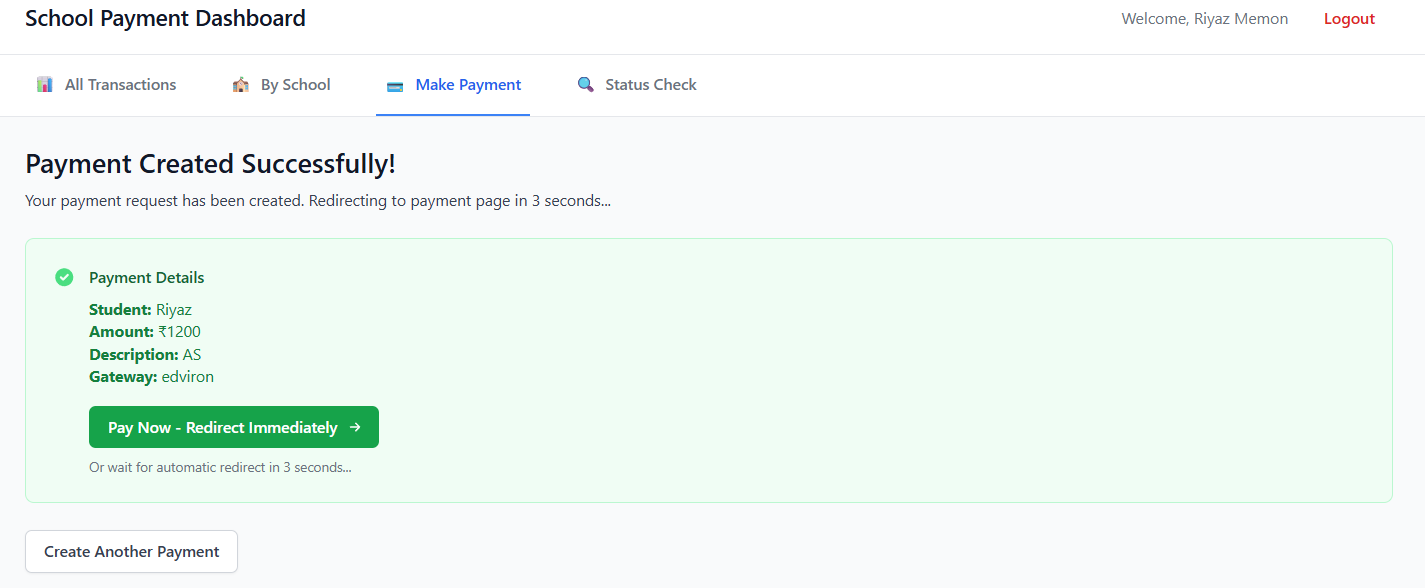 School Payment Dashboard
Welcome, Riyaz Memon
Logout
All Transactions
By School
Make Payment
Status Check
Payment Created Successfully!
Your payment request has been created. Redirecting to payment page in 3 seconds...
Payment Details
Student: Riyaz
Amount: ₹1200
Description: AS
Gateway: edviron
Pay Now - Redirect Immediately →
Or wait for automatic redirect in 3 seconds...
Create Another Payment